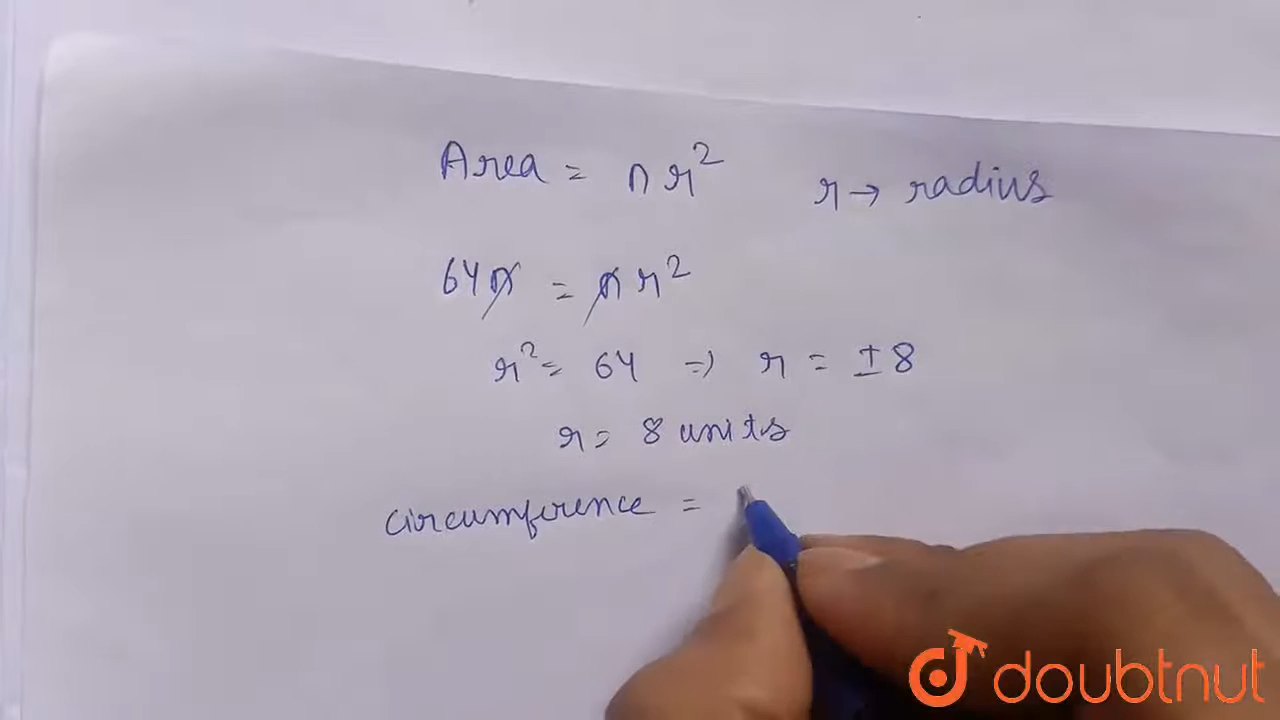 Area = πr² r → radius
64π = πr²
r² = 64 ⇒ r = ±8
r = 8 units
circumference =
doubtnut